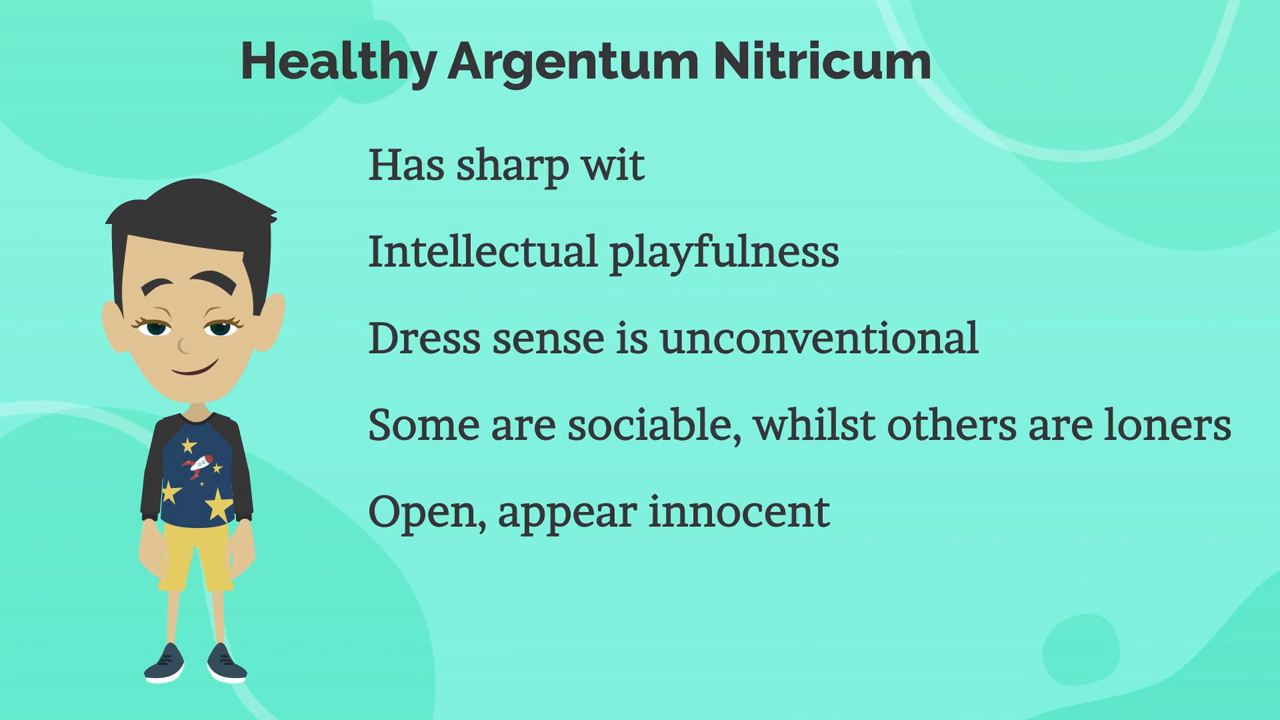 Healthy Argentum Nitricum
Has sharp wit
Intellectual playfulness
Dress sense is unconventional
Some are sociable, whilst others are loners
Open, appear innocent